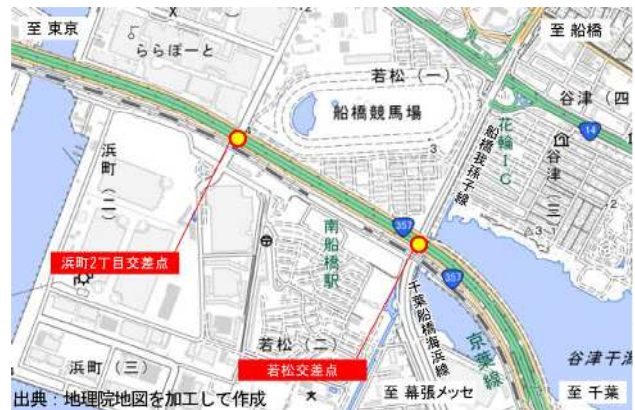 至 東京
至 船橋
ららぽーと
若松（一）
谷津（四
船橋競馬場
花輪IC
船橋我孫子線
14
谷津（三
浜町（二）
3
4
357
南船橋駅
浜町2丁目交差点
357
千葉船橋海浜線
京葉線
若松（二）
谷津干潟
浜町（三）
若松交差点
至 幕張メッセ
至 千葉
出典：地理院地図を加工して作成